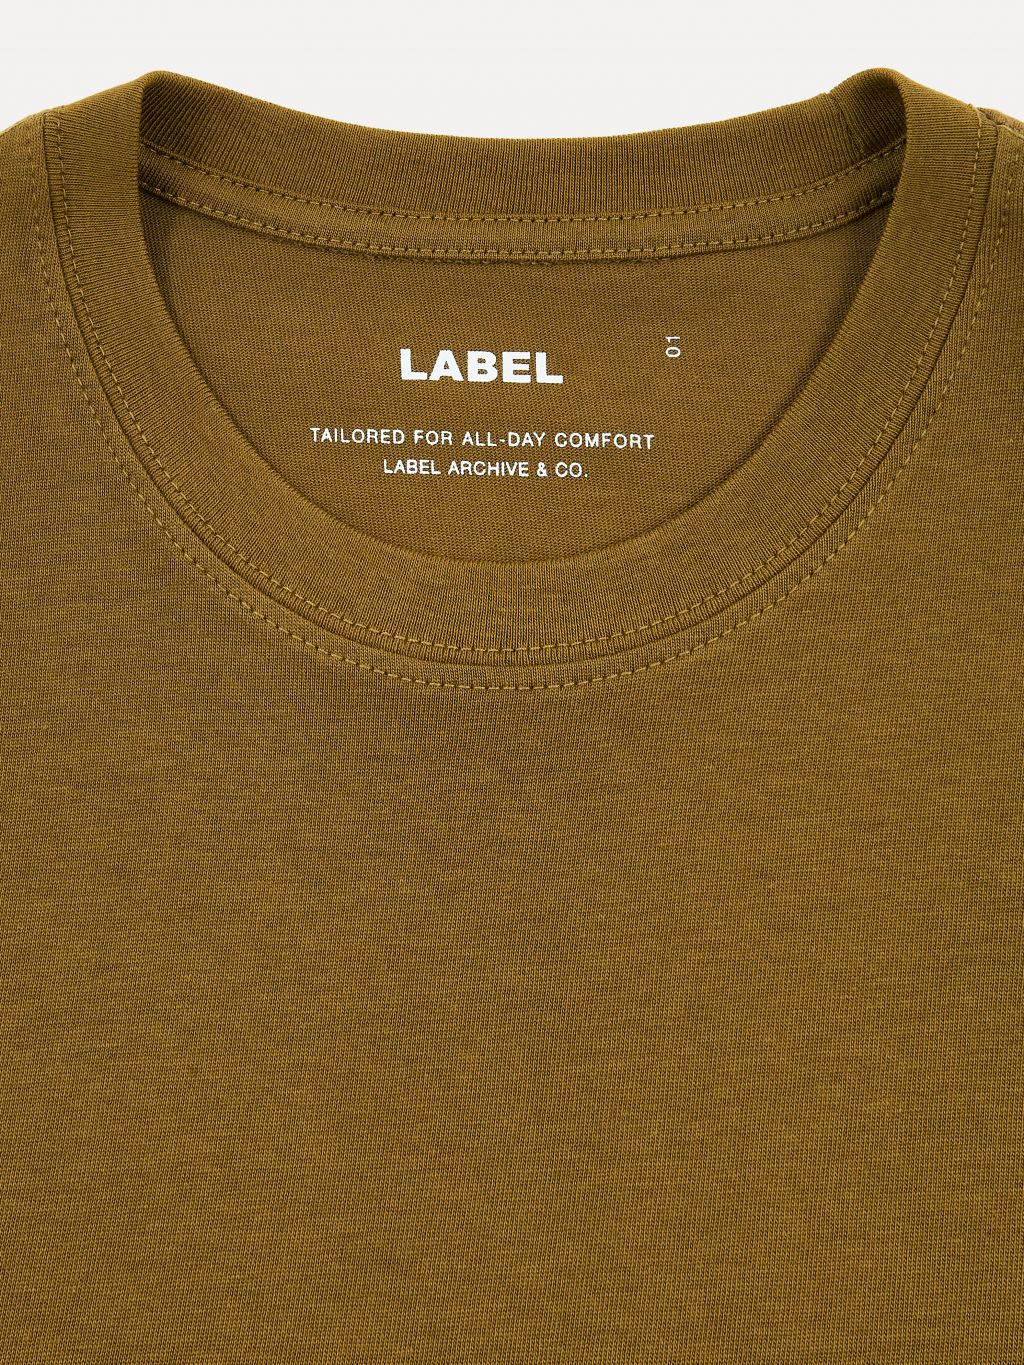 LABEL
01
TAILORED FOR ALL-DAY COMFORT
LABEL ARCHIVE & CO.